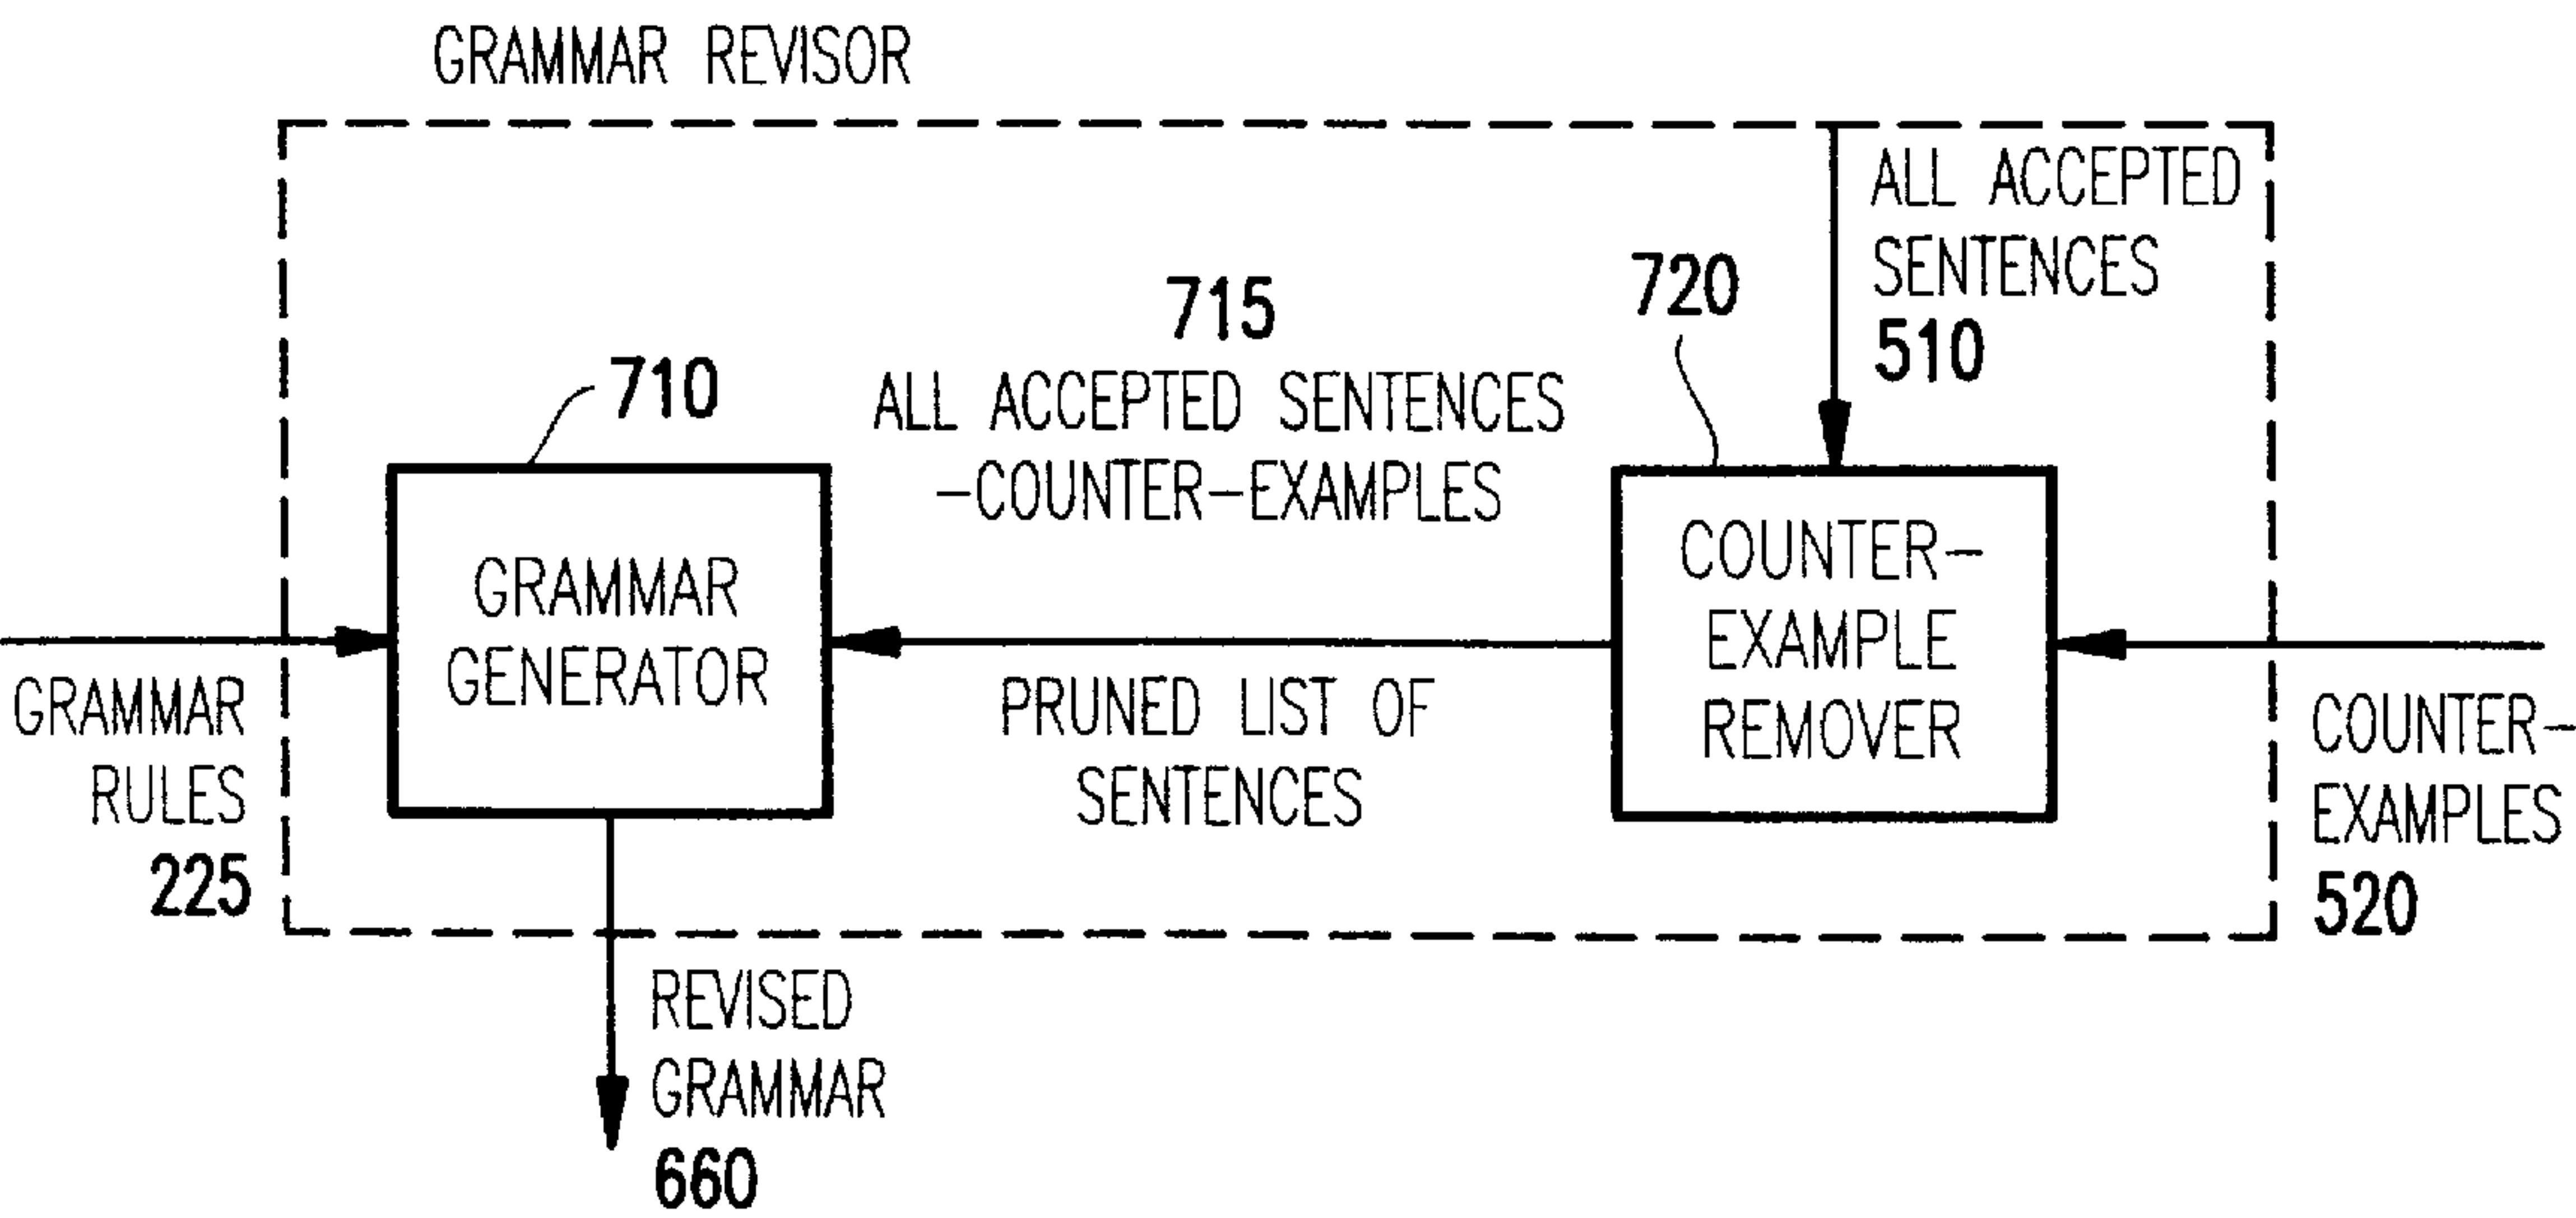 GRAMMAR REVISOR
ALL ACCEPTED
SENTENCES
510
720
715
ALL ACCEPTED SENTENCES
-COUNTER-EXAMPLES
710
GRAMMAR
GENERATOR
COUNTER-
EXAMPLE
REMOVER
PRUNED LIST OF
SENTENCES
GRAMMAR
RULES
225
COUNTER-
EXAMPLES
520
REVISED
GRAMMAR
660